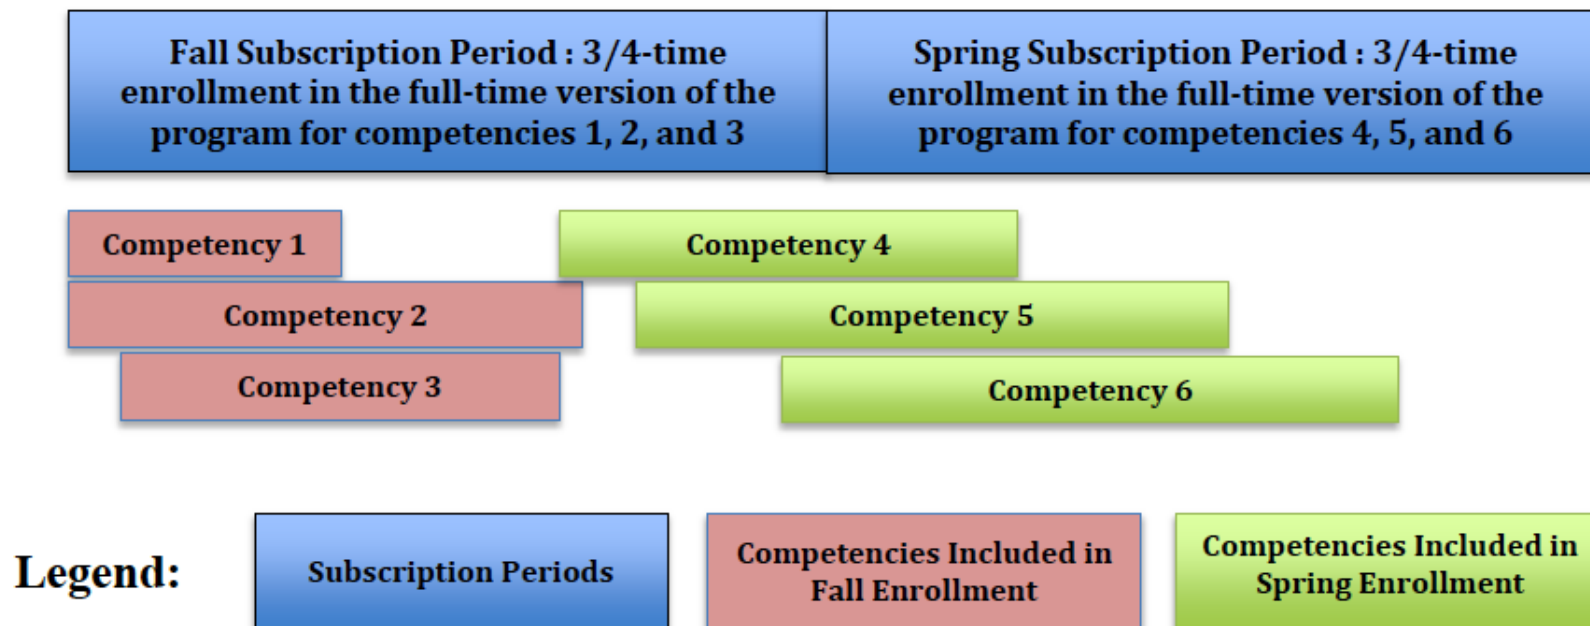 Fall Subscription Period : 3/4-time
enrollment in the full-time version of the
program for competencies 1, 2, and 3
Spring Subscription Period : 3/4-time
enrollment in the full-time version of the
program for competencies 4, 5, and 6
Competency 1
Competency 4
Competency 2
Competency 5
Competency 3
Competency 6
Legend:
Subscription Periods
Competencies Included in
Fall Enrollment
Competencies Included in
Spring Enrollment